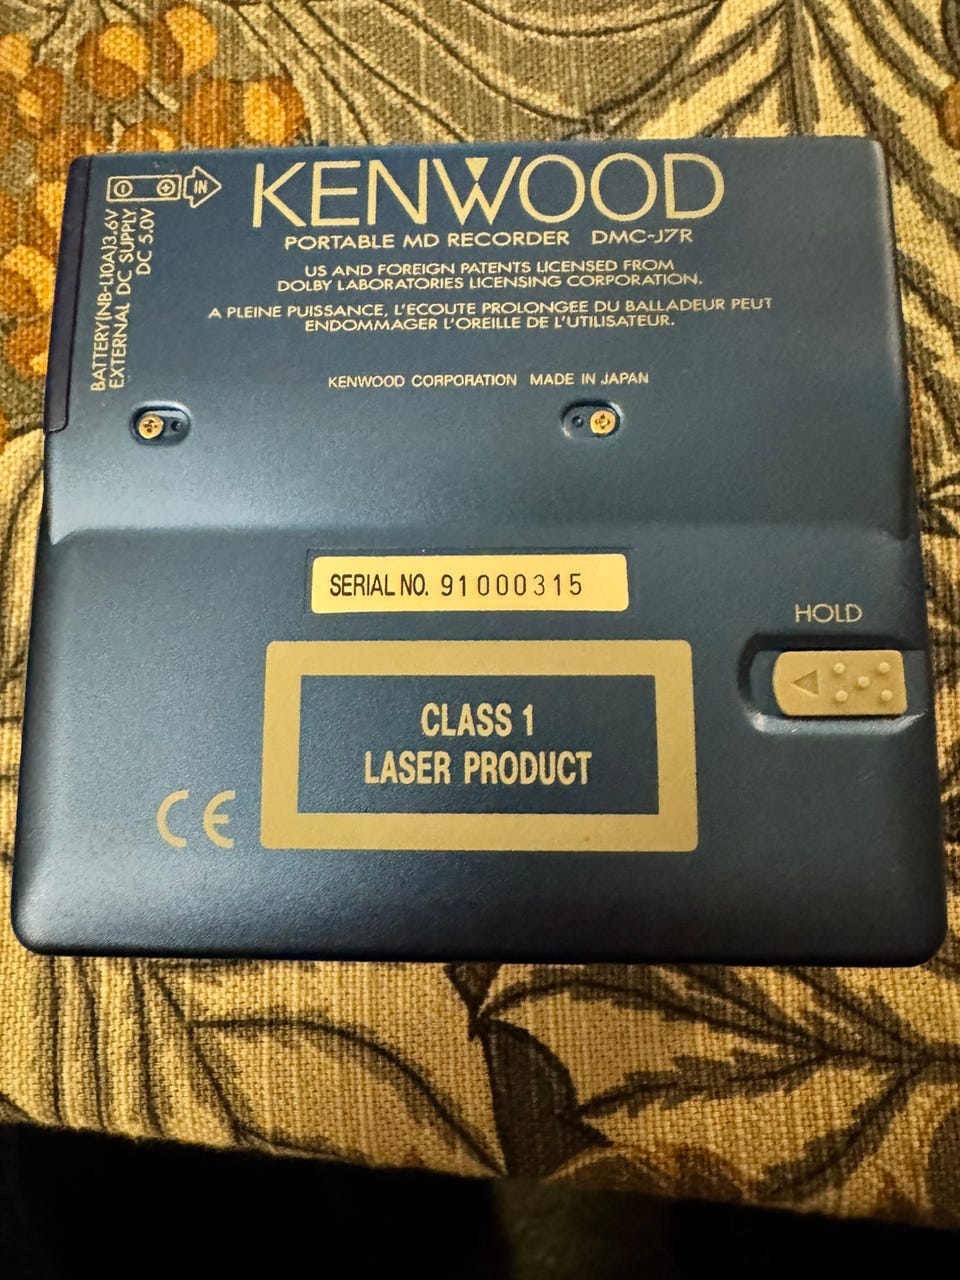 IN
KENWOOD
PORTABLE MD RECORDER DMC-J7R
US AND FOREIGN PATENTS LICENSED FROM
DOLBY LABORATORIES LICENSING CORPORATION.
A PLEINE PUISSANCE, L'ECOUTE PROLONGEE DU BALLADEUR PEUT
ENDOMMAGER L'OREILLE DE L'UTILISATEUR.
KENWOOD CORPORATION MADE IN JAPAN
BATTERY(NB-L10A)3.6V
EXTERNAL DC SUPPLY
DC 5.0V
SERIAL NO. 91000315
HOLD
CLASS 1
LASER PRODUCT
CE